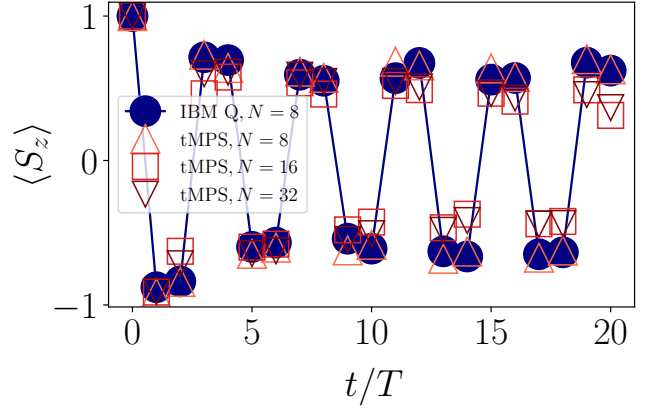 1
0
−1
⟨S_z⟩
IBM Q, N = 8
tMPS, N = 8
tMPS, N = 16
tMPS, N = 32
0 5 10 15 20
t/T